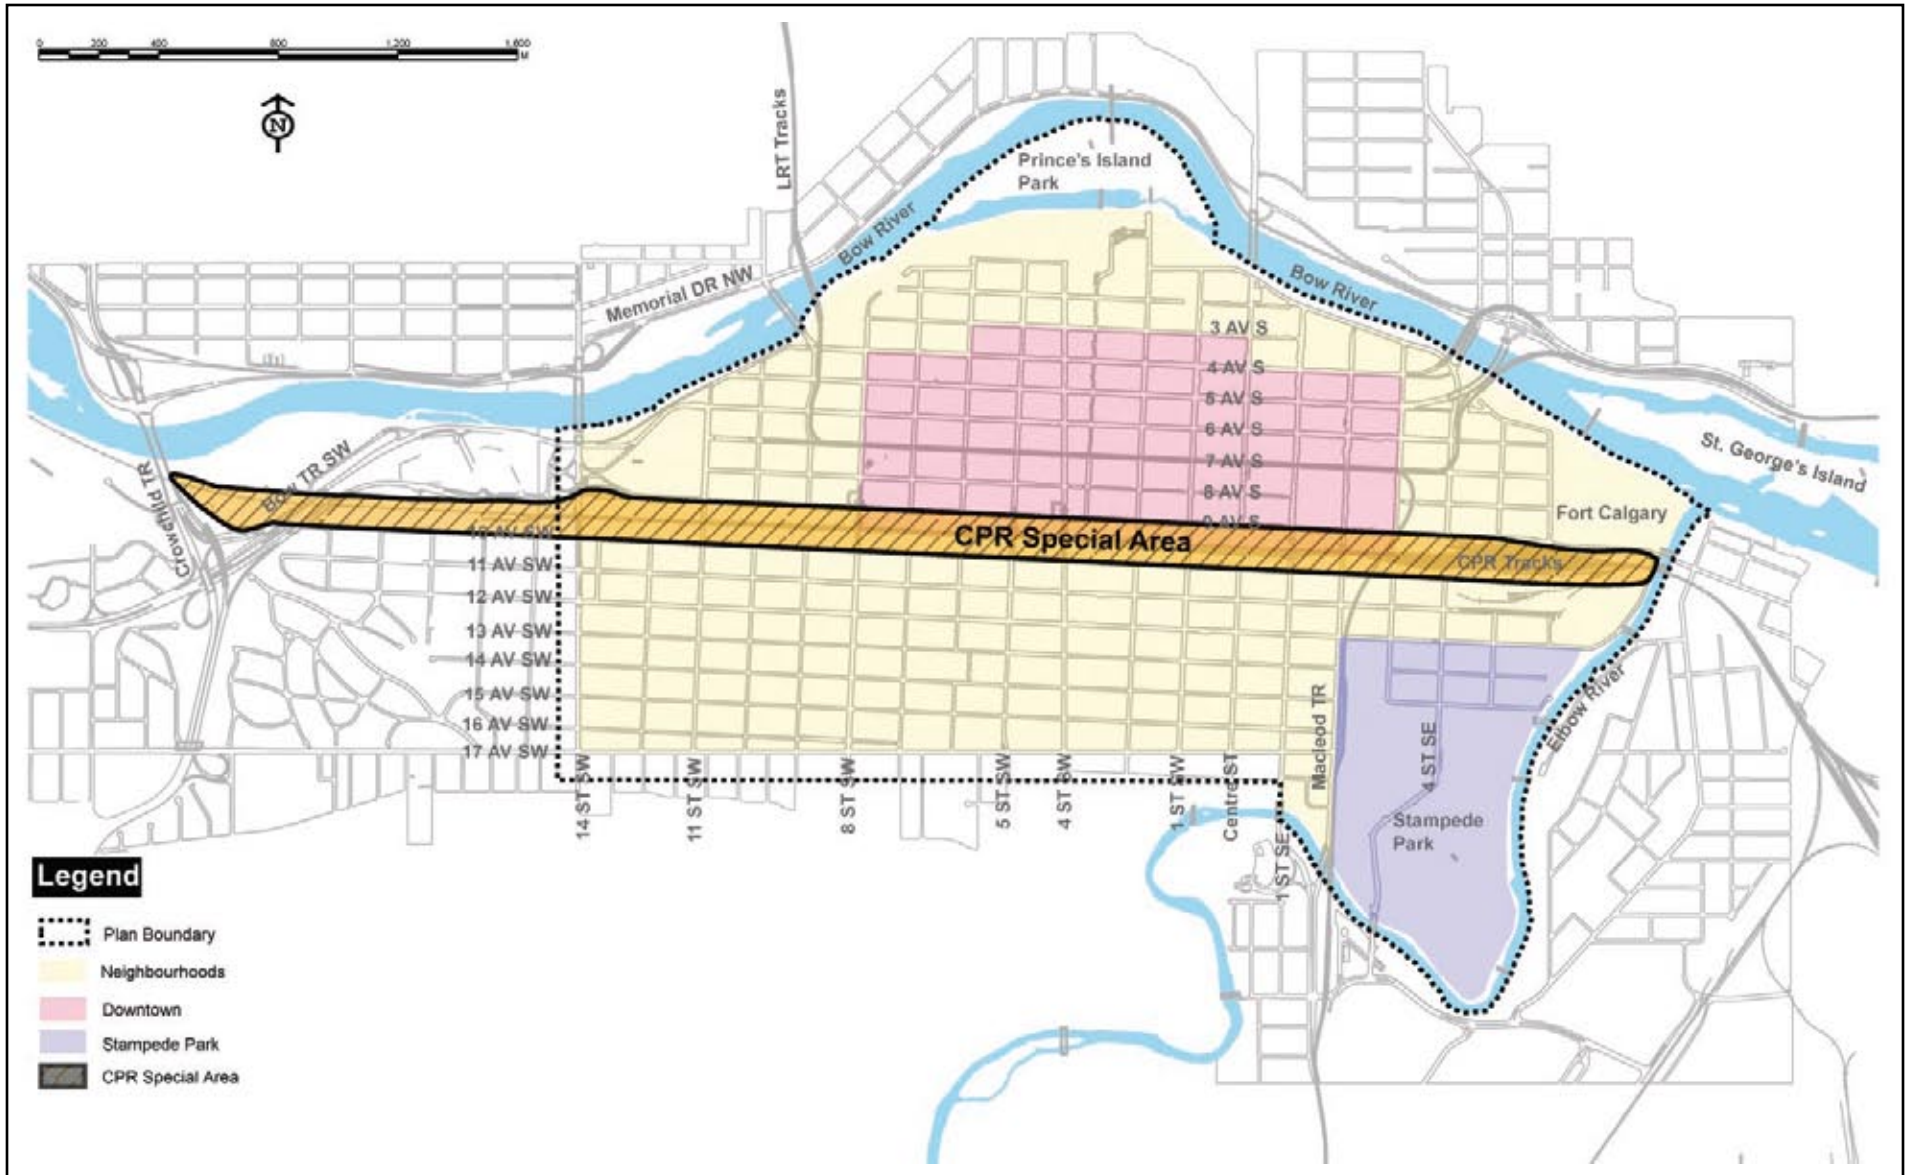 0 200 400 800 1,200 1,600
M
N
LRT Tracks
Prince's Island
Park
Bow River
Memorial DR NW
Bow River
3 AV S
4 AV S
5 AV S
6 AV S
7 AV S
8 AV S
9 AV S
St. George's Island
Fort Calgary
Crowchild TR
Bow TR SW
CPR Special Area
CPR Tracks
10 AV SW
11 AV SW
12 AV SW
13 AV SW
14 AV SW
15 AV SW
16 AV SW
17 AV SW
14 ST SW
11 ST SW
8 ST SW
5 ST SW
4 ST SW
1 ST SW
Centre ST
1 ST SE
Macleod TR
4 ST SE
Elbow River
Stampede
Park
Legend
Plan Boundary
Neighbourhoods
Downtown
Stampede Park
CPR Special Area